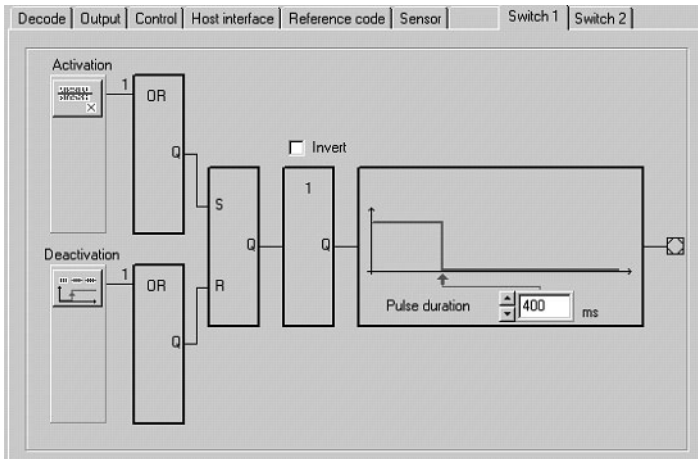 Decode Output Control Host interface Reference code Sensor Switch 1 Switch 2
Activation
1
OR
Q
Invert
1
S
Q
Q
Deactivation
1
OR
R
Q
Pulse duration 400 ms